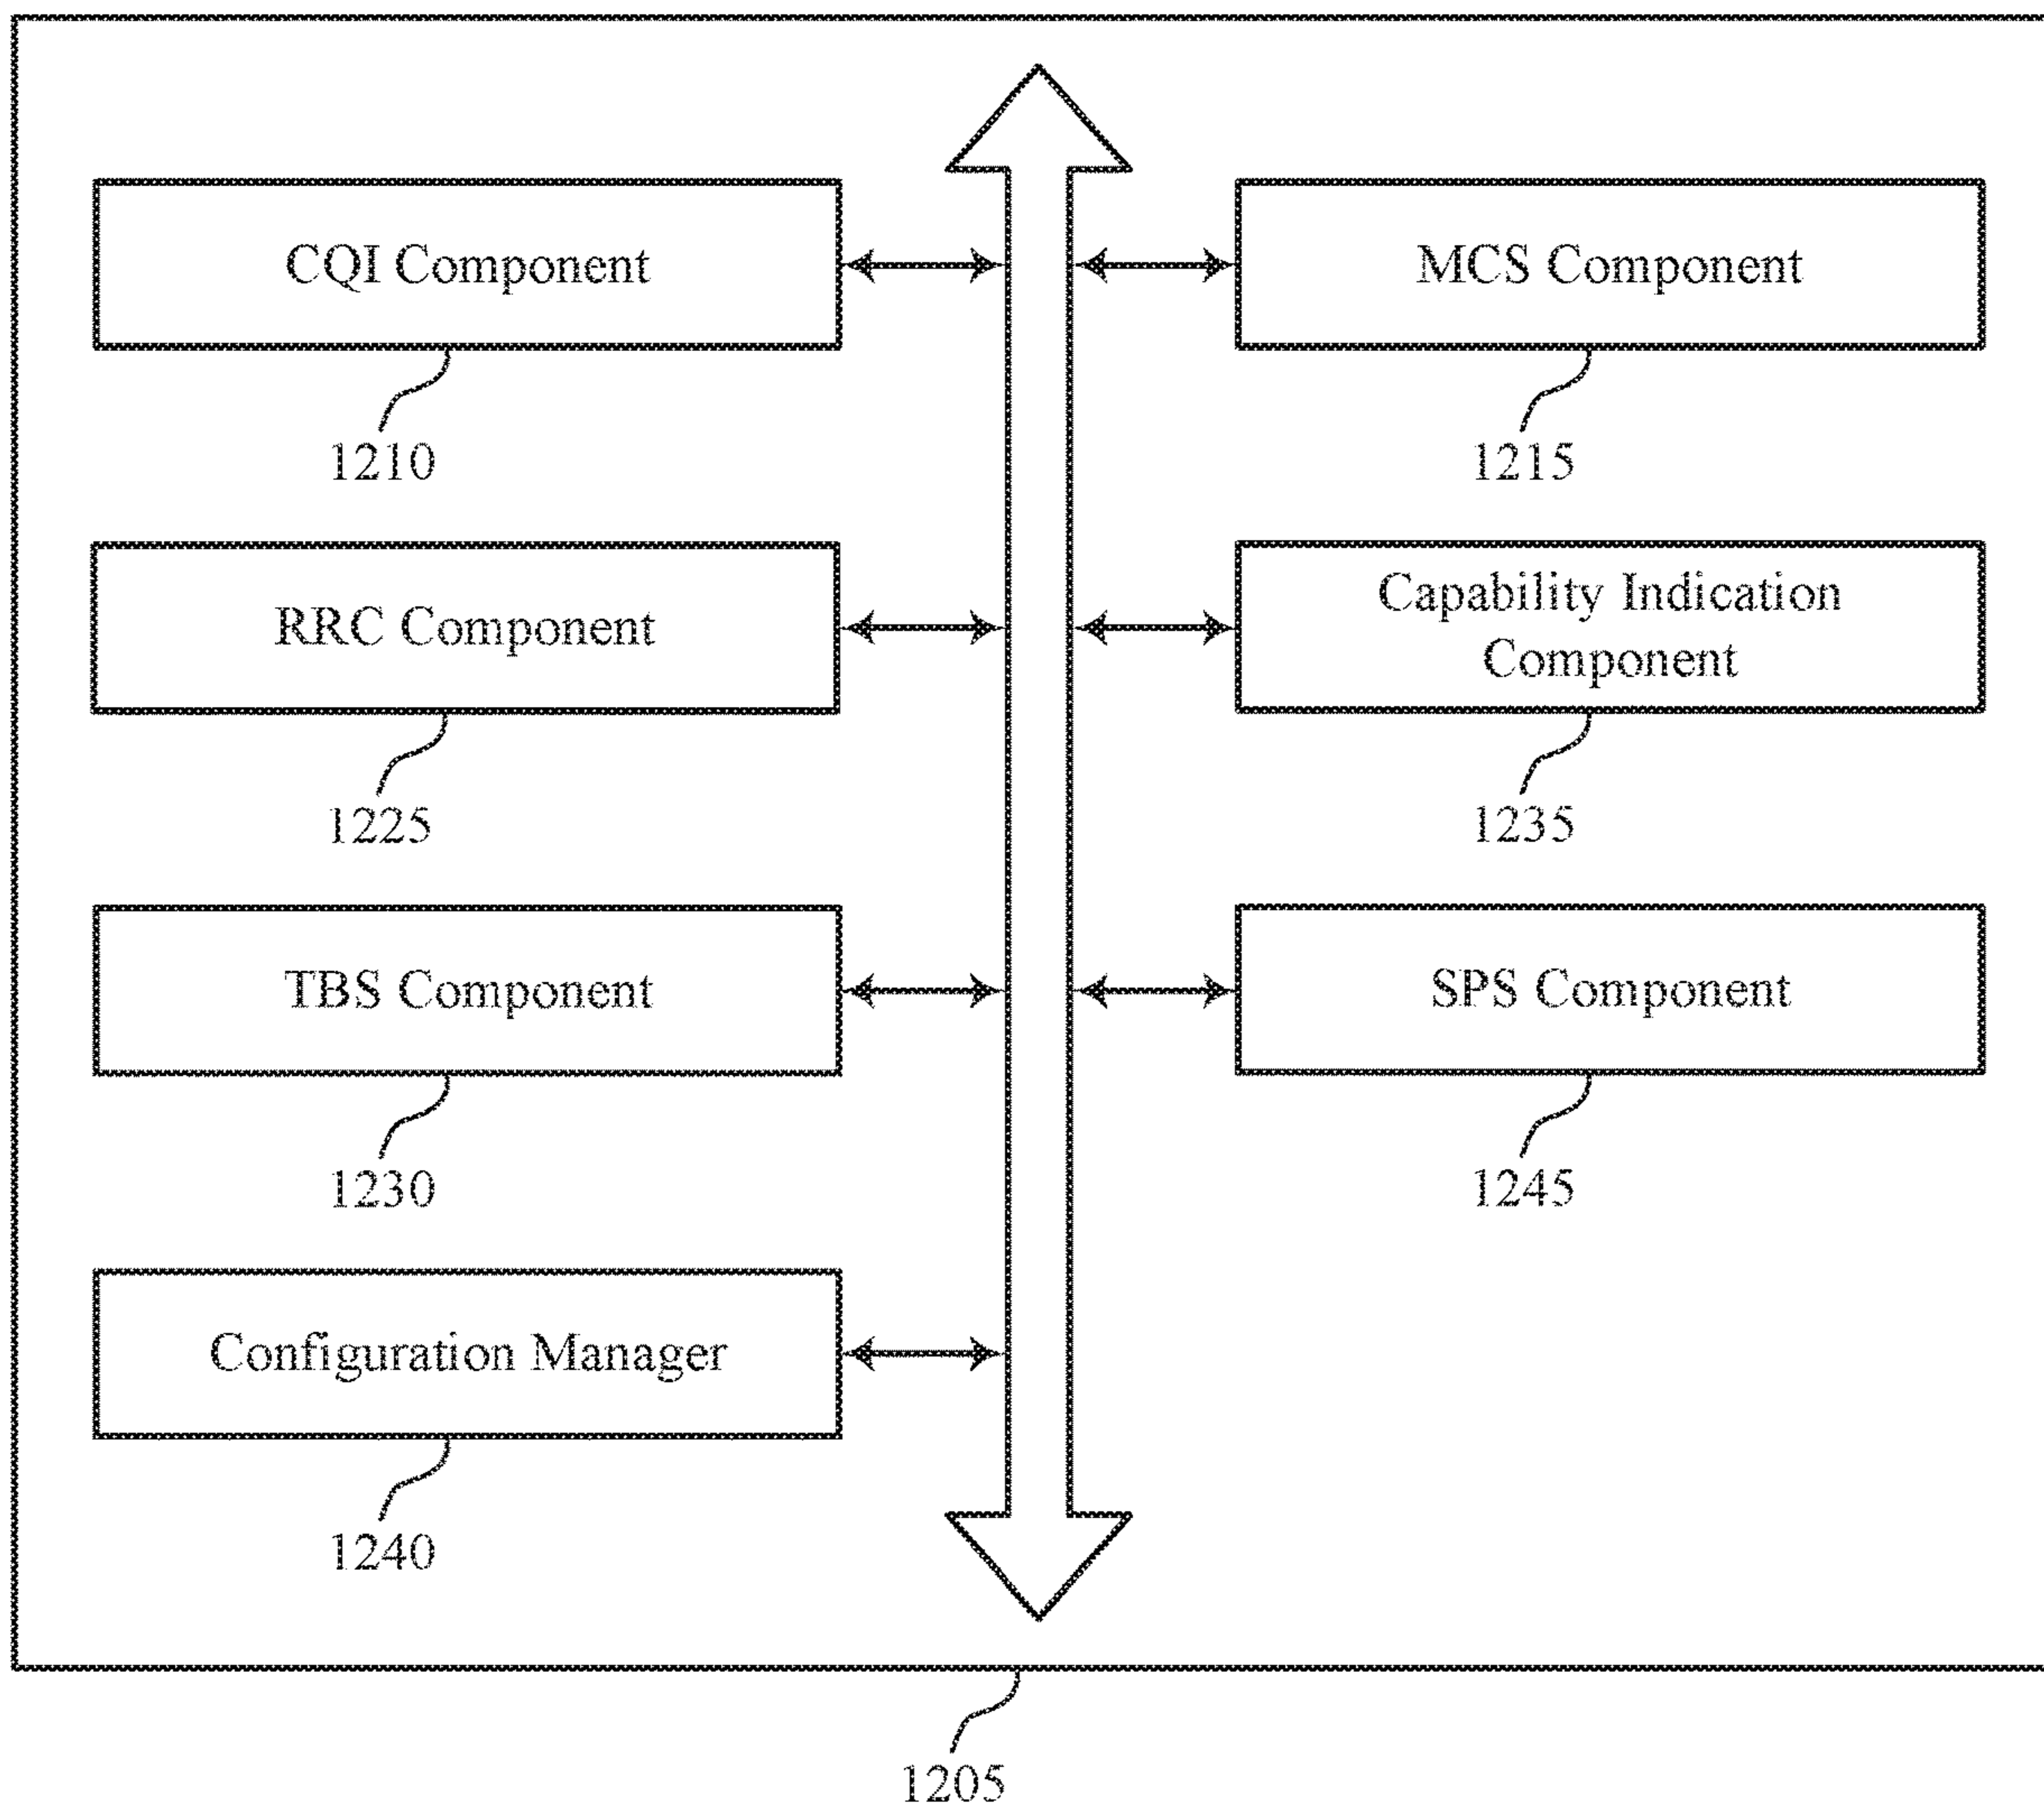 CQI Component
MCS Component
1210
1215
RRC Component
Capability Indication
Component
1225
1235
TBS Component
SPS Component
1230
1245
Configuration Manager
1240
1205